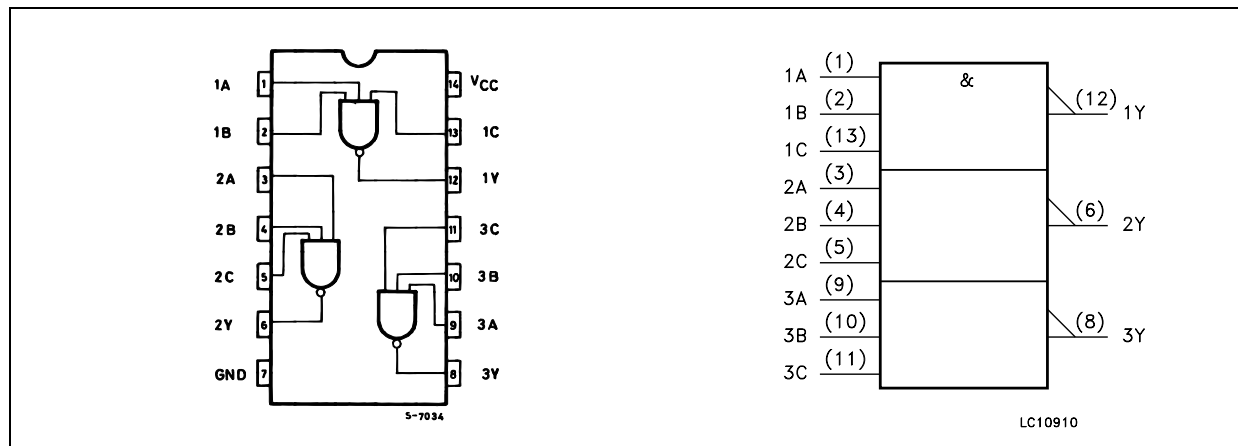 1A 1 14 VCC
1B 2 13 1C
2A 3 12 1Y
2B 4 11 3C
2C 5 10 3B
2Y 6 9 3A
GND 7 8 3Y
S-7034
&
1A (1)
1B (2)
1C (13)
2A (3)
2B (4)
2C (5)
3A (9)
3B (10)
3C (11)
(12) 1Y
(6) 2Y
(8) 3Y
LC10910